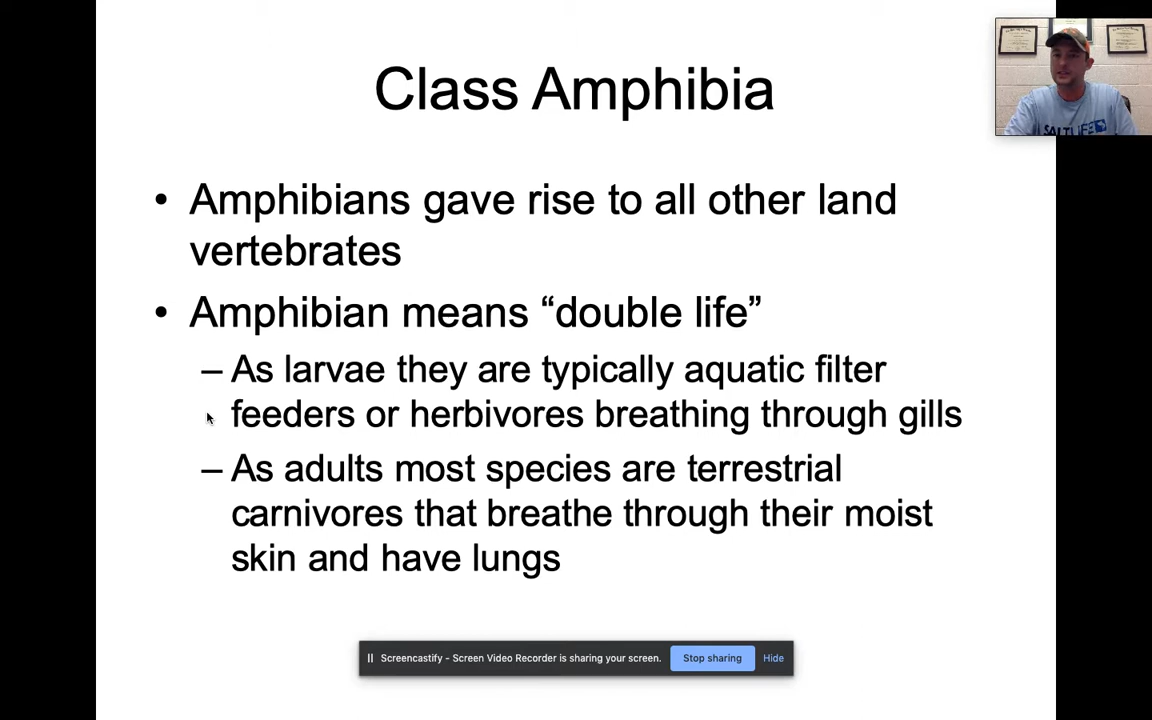 Class Amphibia
SALT LIFE
• Amphibians gave rise to all other land
vertebrates
• Amphibian means “double life”
– As larvae they are typically aquatic filter
feeders or herbivores breathing through gills
– As adults most species are terrestrial
carnivores that breathe through their moist
skin and have lungs
Screencastify - Screen Video Recorder is sharing your screen.
Stop sharing
Hide